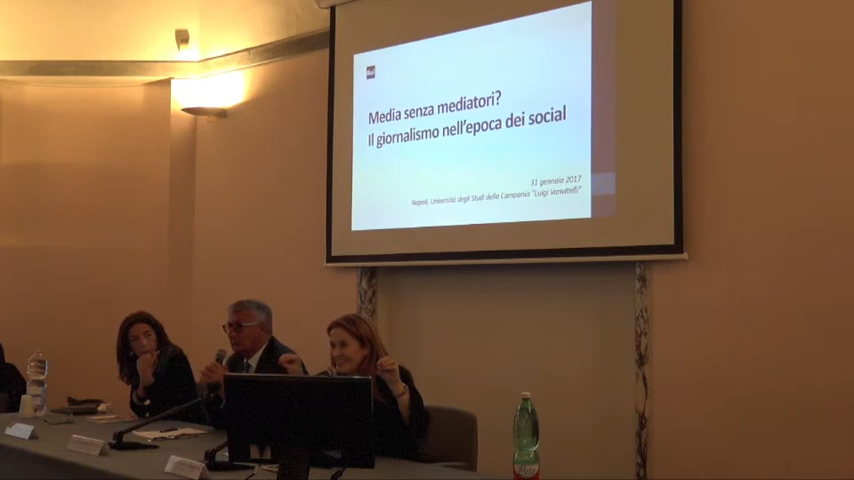 Rai
Media senza mediatori?
Il giornalismo nell'epoca dei social
31 gennaio 2017
Napoli, Università degli Studi della Campania "Luigi Vanvitelli"